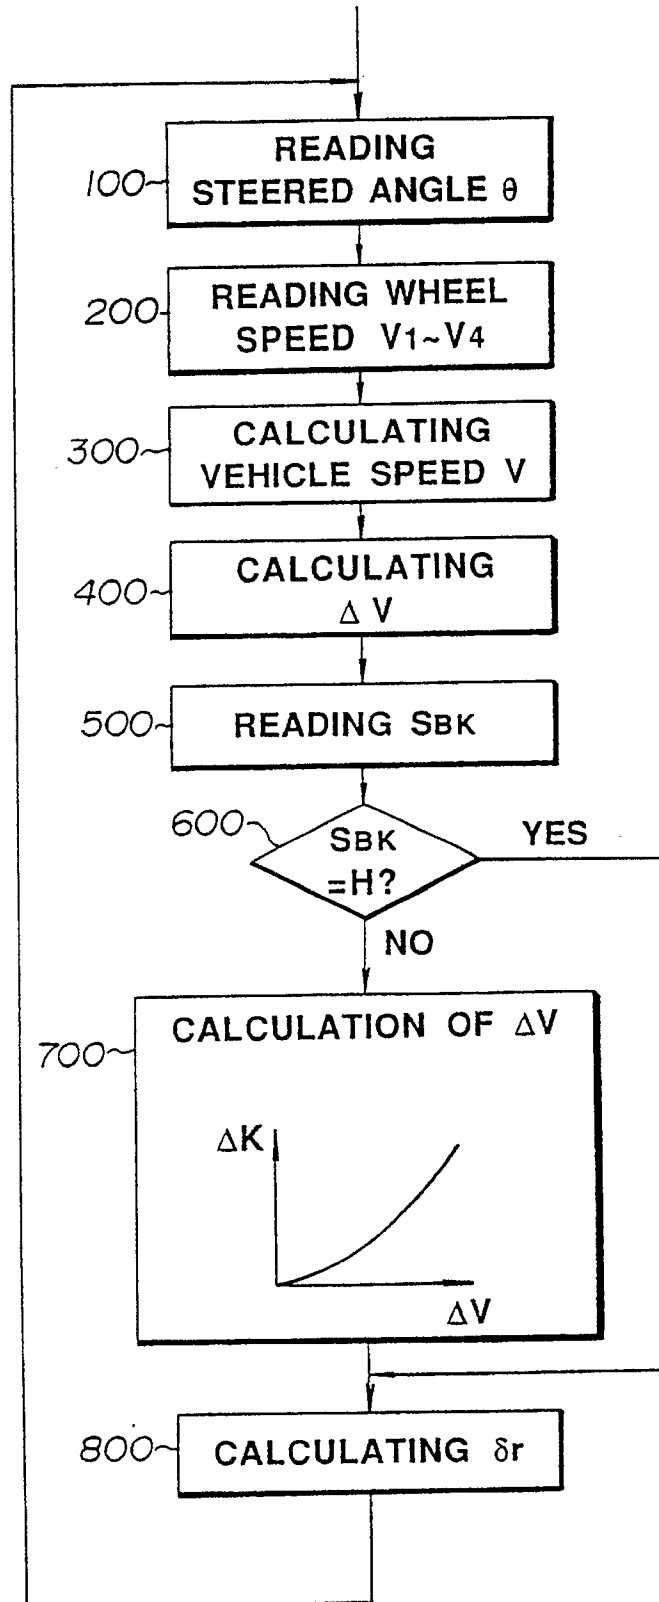 READING
STEERED ANGLE θ
100
READING WHEEL
SPEED V1~V4
200
CALCULATING
VEHICLE SPEED V
300
CALCULATING
Δ V
400
READING SBK
500
600
SBK
=H?
YES
NO
CALCULATION OF ΔV
700
ΔK
ΔV
CALCULATING δr
800